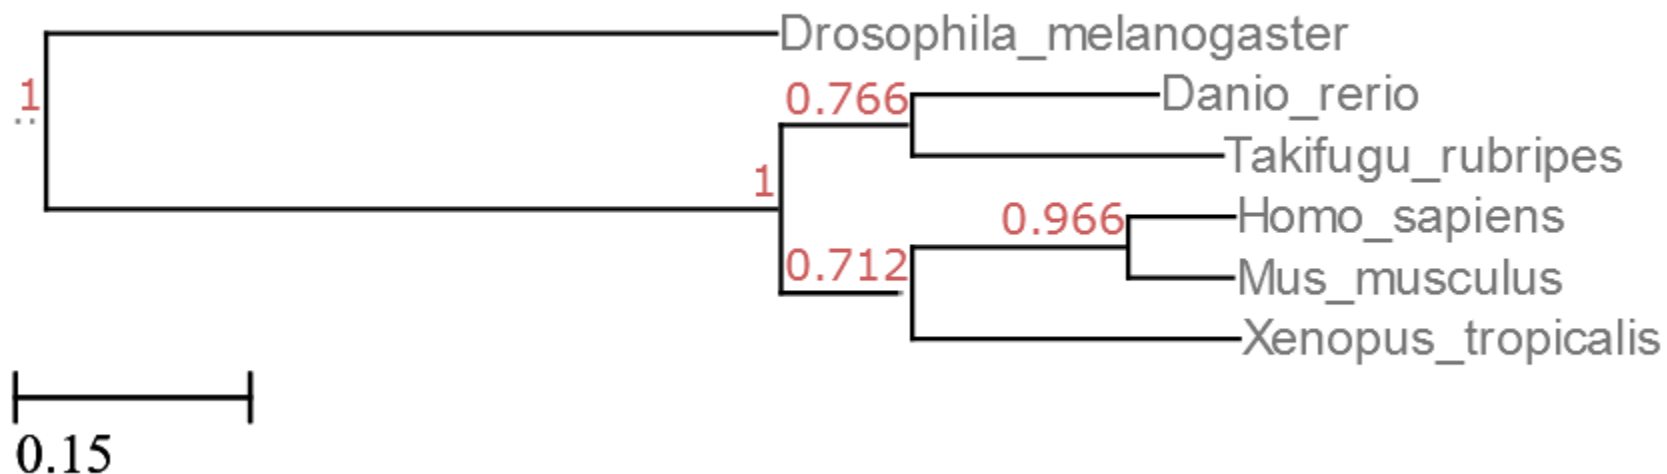 Drosophila_melanogaster
1
0.766
Danio_rerio
Takifugu_rubripes
1
0.966
Homo_sapiens
0.712
Mus_musculus
Xenopus_tropicalis
0.15